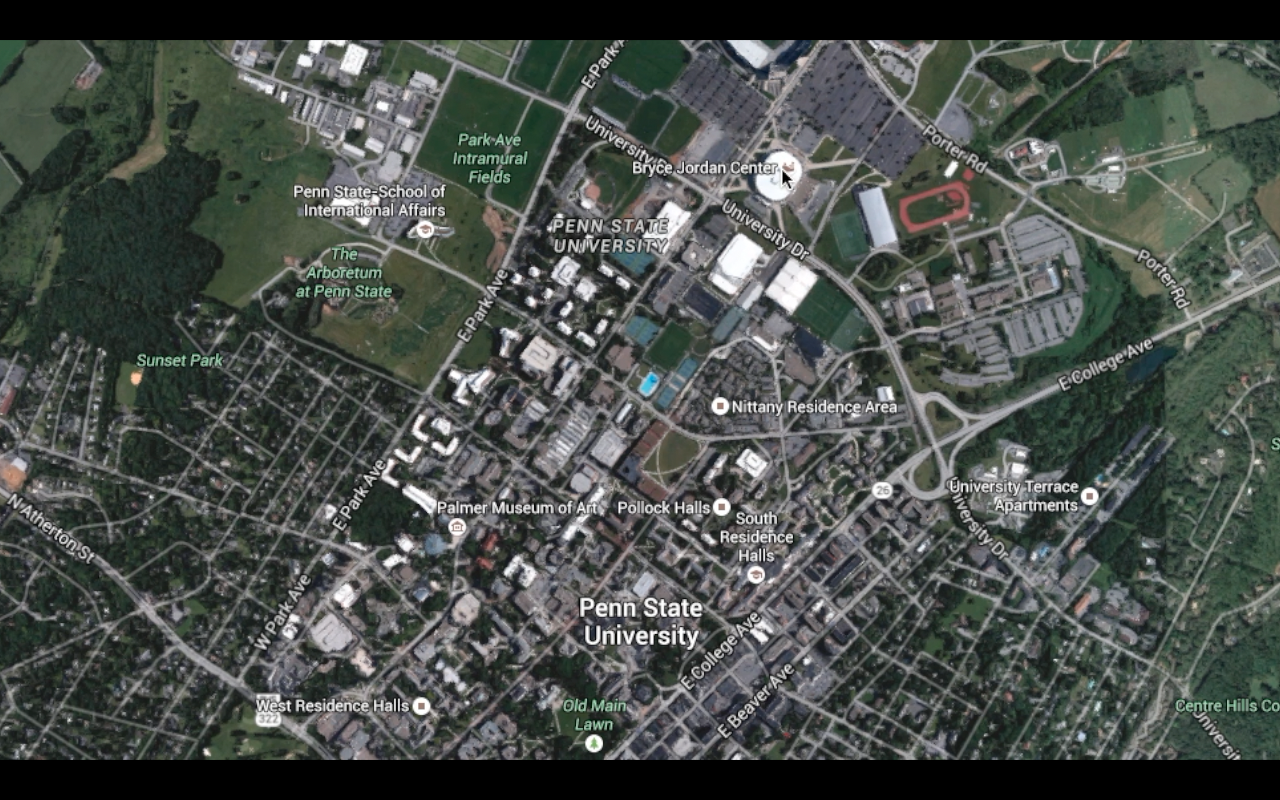 E Park A
University
Park Ave
Intramural
Fields
Porter Rd
Bryce Jordan Center
Penn State-School of
International Affairs
University Dr
PENN STATE
UNIVERSITY
The
Arboretum
at Penn State
Porter Rd
E Park Ave
E College Ave
Sunset Park
Nittany Residence Area
S
E Park Ave
26
University Terrace
Apartments
N Atherton St
Palmer Museum of Art
Pollock Halls
South
Residence
Halls
University Dr
W Park Ave
Penn State
University
E College Ave
E Beaver Ave
West Residence Halls
322
Old Main
Lawn
Centre Hills Co
Universi